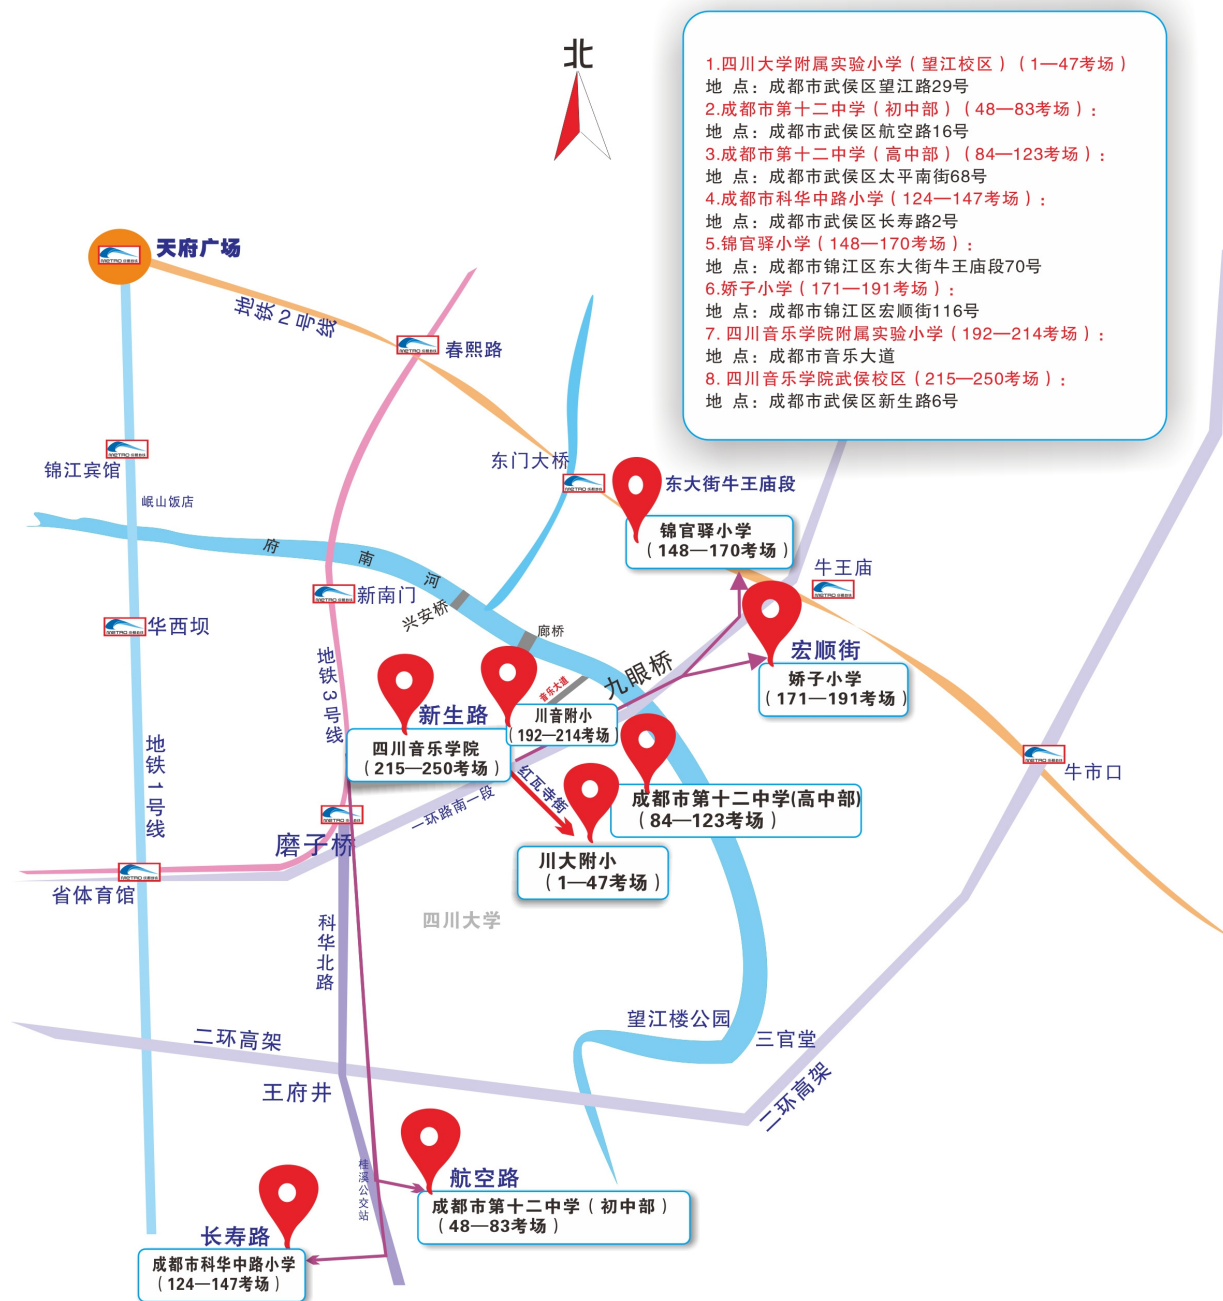 北
1.四川大学附属实验小学（望江校区）（1—47考场）
地 点：成都市武侯区望江路29号
2.成都市第十二中学（初中部）（48—83考场）：
地 点：成都市武侯区航空路16号
3.成都市第十二中学（高中部）（84—123考场）：
地 点：成都市武侯区太平南街68号
4.成都市科华中路小学（124—147考场）：
地 点：成都市武侯区长寿路2号
5.锦官驿小学（148—170考场）：
地 点：成都市锦江区东大街牛王庙段70号
6.娇子小学（171—191考场）：
地 点：成都市锦江区宏顺街116号
7. 四川音乐学院附属实验小学（192—214考场）：
地 点：成都市音乐大道
8. 四川音乐学院武侯校区（215—250考场）：
地 点：成都市武侯区新生路6号
天府广场
地铁2号线
春熙路
东门大桥
锦江宾馆
岷山饭店
东大街牛王庙段
锦官驿小学
（148—170考场）
府南河
牛王庙
新南门
兴安桥
华西坝
廊桥
地铁3号线
九眼桥
宏顺街
娇子小学
（171—191考场）
音乐大道
新生路
川音附小
（192—214考场）
四川音乐学院
（215—250考场）
地铁1号线
红瓦寺街
牛市口
成都市第十二中学(高中部)
（84—123考场）
一环路南一段
磨子桥
川大附小
（1—47考场）
省体育馆
四川大学
科华北路
望江楼公园
三官堂
二环高架
二环高架
王府井
桂溪公交站
航空路
成都市第十二中学（初中部）
（48—83考场）
长寿路
成都市科华中路小学
（124—147考场）